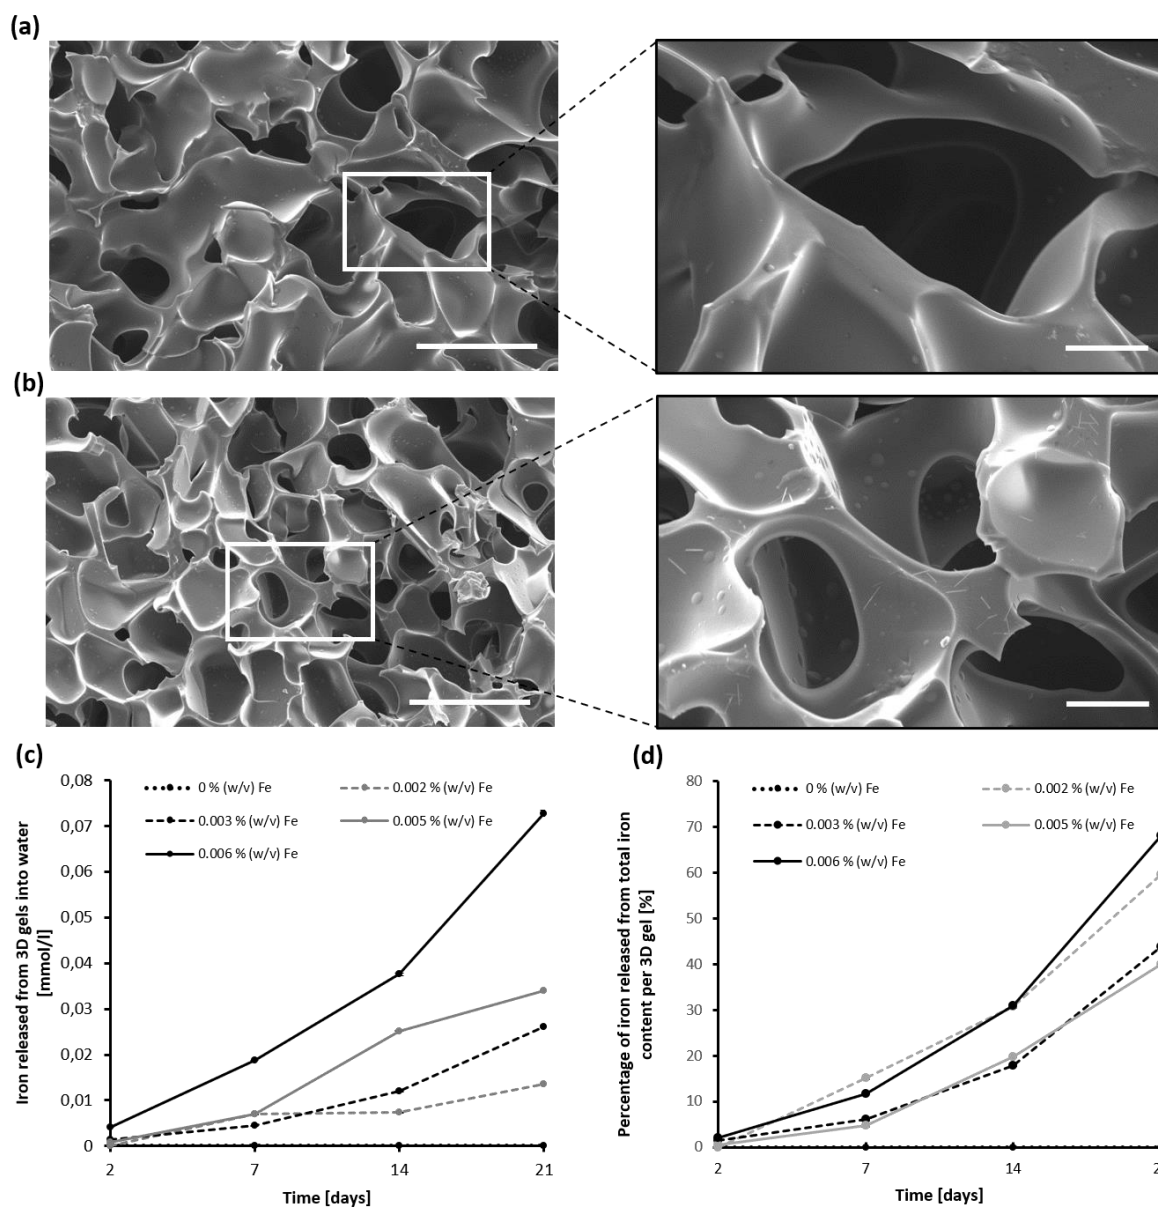 (a)
(b)
(c)
0,08
0,07
0,06
0,05
0,04
0,03
0,02
0,01
0
2
7
14
21
Iron released from 3D gels into water
[mmol/l]
Time [days]
0 % (w/v) Fe
0.002 % (w/v) Fe
0.003 % (w/v) Fe
0.005 % (w/v) Fe
0.006 % (w/v) Fe
(d)
80
70
60
50
40
30
20
10
0
2
7
14
2
Percentage of iron released from total iron
content per 3D gel [%]
Time [days]
0 % (w/v) Fe
0.002 % (w/v) Fe
0.003 % (w/v) Fe
0.005 % (w/v) Fe
0.006 % (w/v) Fe